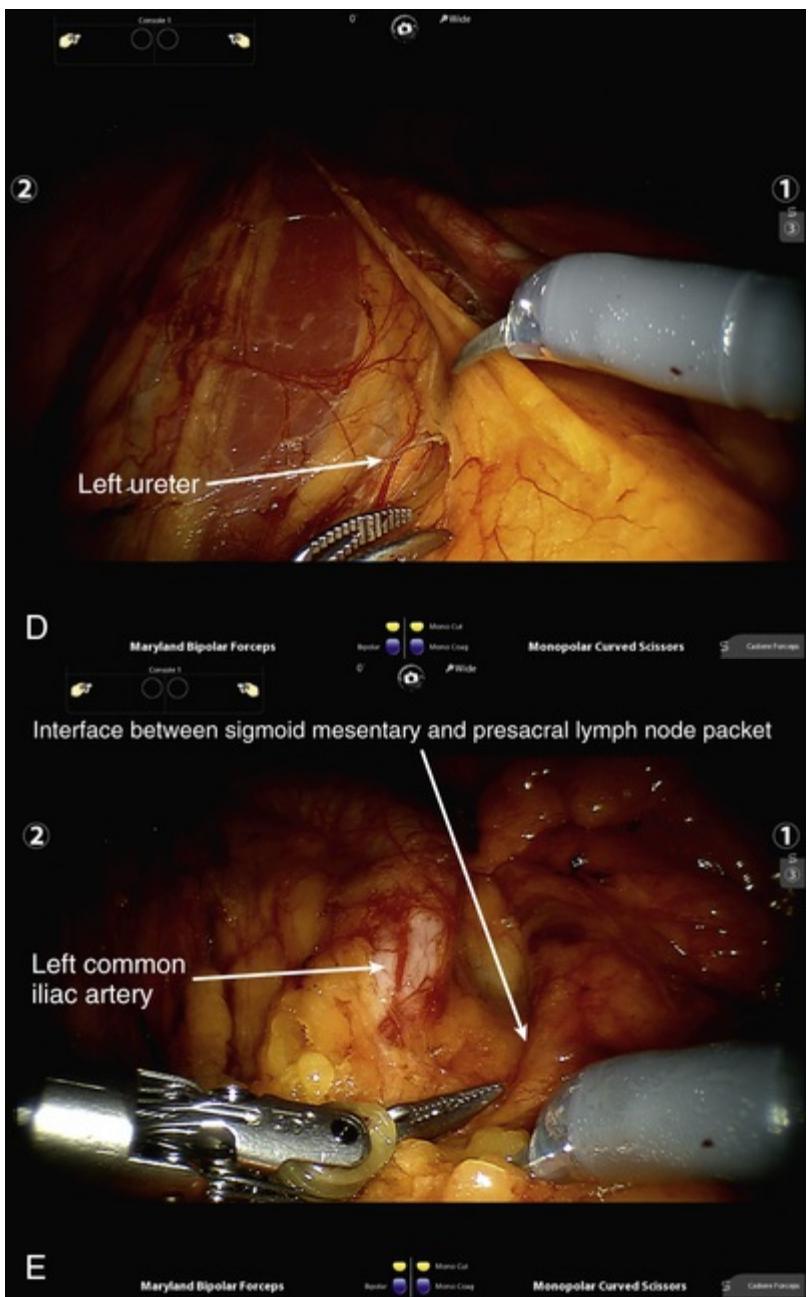 Console 1
0° Wide
2 1
S
3
Left ureter
D
Mono Cut
Maryland Bipolar Forceps Bipolar Mono Coag Monopolar Curved Scissors Cadiere Forceps
Console 1
0° Wide
Interface between sigmoid mesentary and presacral lymph node packet
2 1
S
3
Left common
iliac artery
E
Mono Cut
Maryland Bipolar Forceps Bipolar Mono Coag Monopolar Curved Scissors Cadiere Forceps